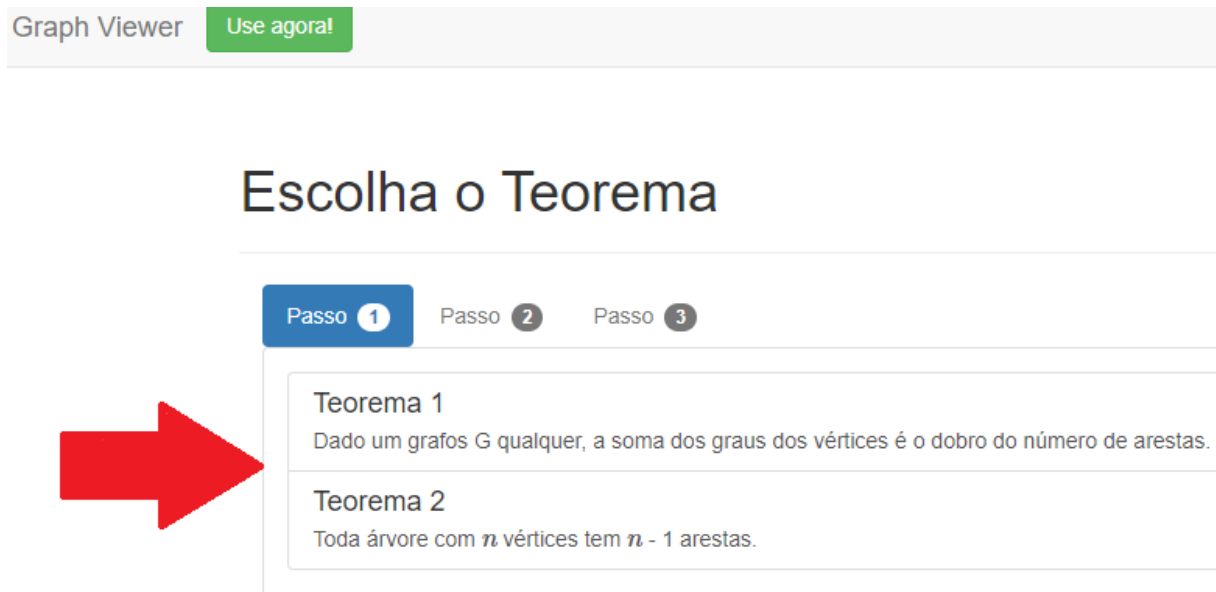 Graph Viewer Use agora!
Escolha o Teorema
Passo 1 Passo 2 Passo 3
Teorema 1
Dado um grafos G qualquer, a soma dos graus dos vértices é o dobro do número de arestas.
Teorema 2
Toda árvore com n vértices tem n - 1 arestas.